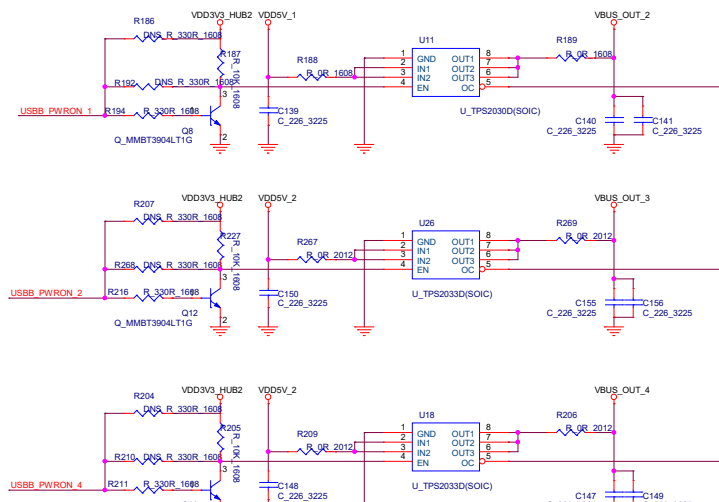 R186
VDD3V3_HUB2
VDD5V_1
VBUS_OUT_2
DNS_R_330R_1608
R187
R_10K_1608
R188
R_0R_1608
U11
1 GND OUT1 8
2 IN1 OUT2 7
3 IN2 OUT3 6
4 EN OC 5
R189
R_0R_1608
R192
DNS_R_330R_1608
USBB_PWRON_1
R194
R_330R_1608
1
3
2
Q8
Q_MMBT3904LT1G
C139
C_226_3225
U_TPS2030D(SOIC)
C140
C_226_3225
C141
C_226_3225
R207
VDD3V3_HUB2
VDD5V_2
VBUS_OUT_3
DNS_R_330R_1608
R227
R_10K_1608
R267
R_0R_2012
U26
1 GND OUT1 8
2 IN1 OUT2 7
3 IN2 OUT3 6
4 EN OC 5
R269
R_0R_2012
R268
DNS_R_330R_1608
USBB_PWRON_2
R216
R_330R_1608
1
3
2
Q12
Q_MMBT3904LT1G
C150
C_226_3225
U_TPS2033D(SOIC)
C155
C_226_3225
C156
C_226_3225
R204
VDD3V3_HUB2
VDD5V_2
VBUS_OUT_4
DNS_R_330R_1608
R205
R_10K_1608
R209
R_0R_2012
U18
1 GND OUT1 8
2 IN1 OUT2 7
3 IN2 OUT3 6
4 EN OC 5
R206
R_0R_2012
R210
DNS_R_330R_1608
USBB_PWRON_4
R211
R_330R_1608
3
C148
C_226_3225
U_TPS2033D(SOIC)
C147
C149